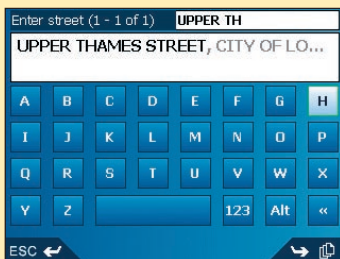 Enter street (1 - 1 of 1) UPPER TH
UPPER THAMES STREET, CITY OF LO...
A B C D E F G H
I J K L M N O P
Q R S T U V W X
Y Z 123 Alt «
ESC